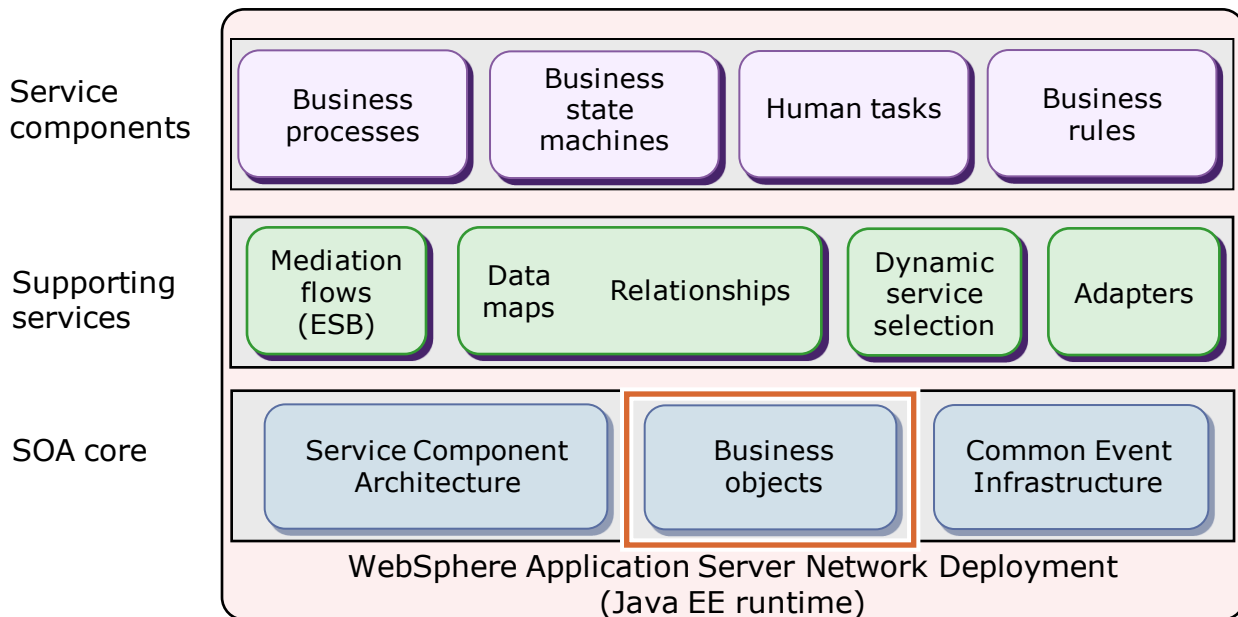 Service
components
Business
processes
Business
state
machines
Human tasks
Business
rules
Supporting
services
Mediation
flows
(ESB)
Data
maps
Relationships
Dynamic
service
selection
Adapters
SOA core
Service Component
Architecture
Business
objects
Common Event
Infrastructure
WebSphere Application Server Network Deployment
(Java EE runtime)